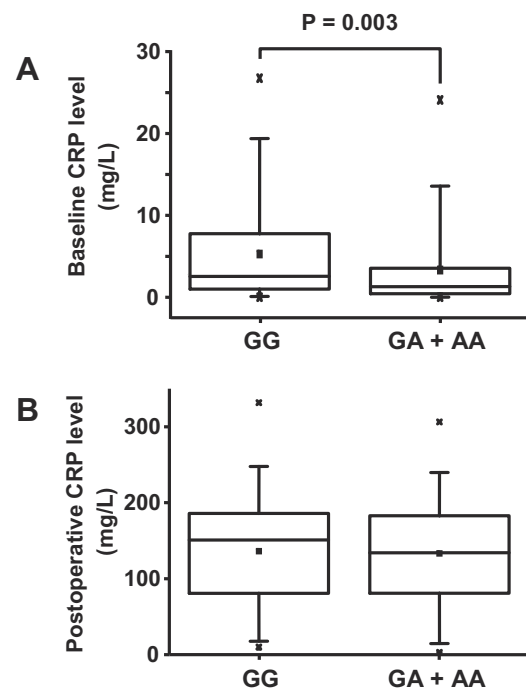 P = 0.003
A
Baseline CRP level
(mg/L)
30
20
10
0
GG
GA + AA
B
Postoperative CRP level
(mg/L)
300
200
100
0
GG
GA + AA